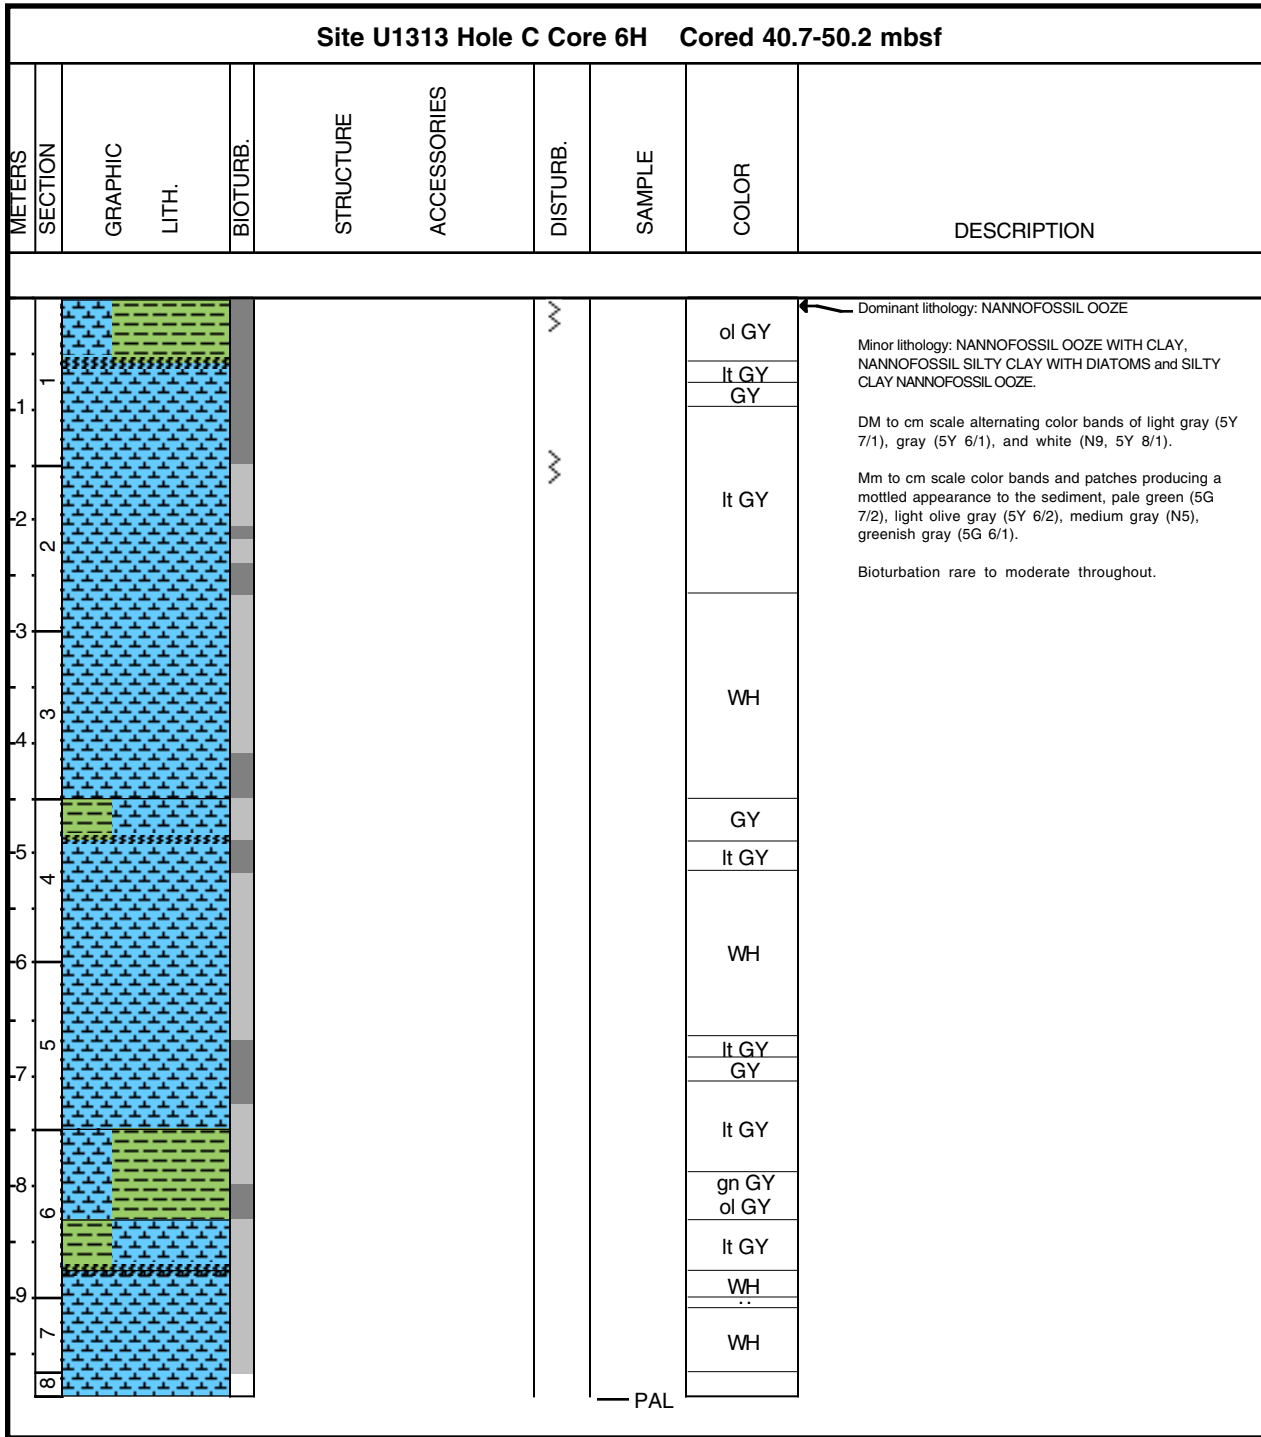 Site U1313 Hole C Core 6H Cored 40.7-50.2 mbsf
METERS
SECTION
GRAPHIC
LITH.
BIOTURB.
STRUCTURE
ACCESSORIES
DISTURB.
SAMPLE
COLOR
DESCRIPTION
1
2
3
4
5
6
7
8
9
1
2
3
4
5
6
7
8
ol GY
lt GY
GY
lt GY
WH
GY
lt GY
WH
lt GY
GY
lt GY
gn GY
ol GY
lt GY
WH
..
WH
PAL
Dominant lithology: NANNOFOSSIL OOZE
Minor lithology: NANNOFOSSIL OOZE WITH CLAY,
NANNOFOSSIL SILTY CLAY WITH DIATOMS and SILTY
CLAY NANNOFOSSIL OOZE.
DM to cm scale alternating color bands of light gray (5Y
7/1), gray (5Y 6/1), and white (N9, 5Y 8/1).
Mm to cm scale color bands and patches producing a
mottled appearance to the sediment, pale green (5G
7/2), light olive gray (5Y 6/2), medium gray (N5),
greenish gray (5G 6/1).
Bioturbation rare to moderate throughout.